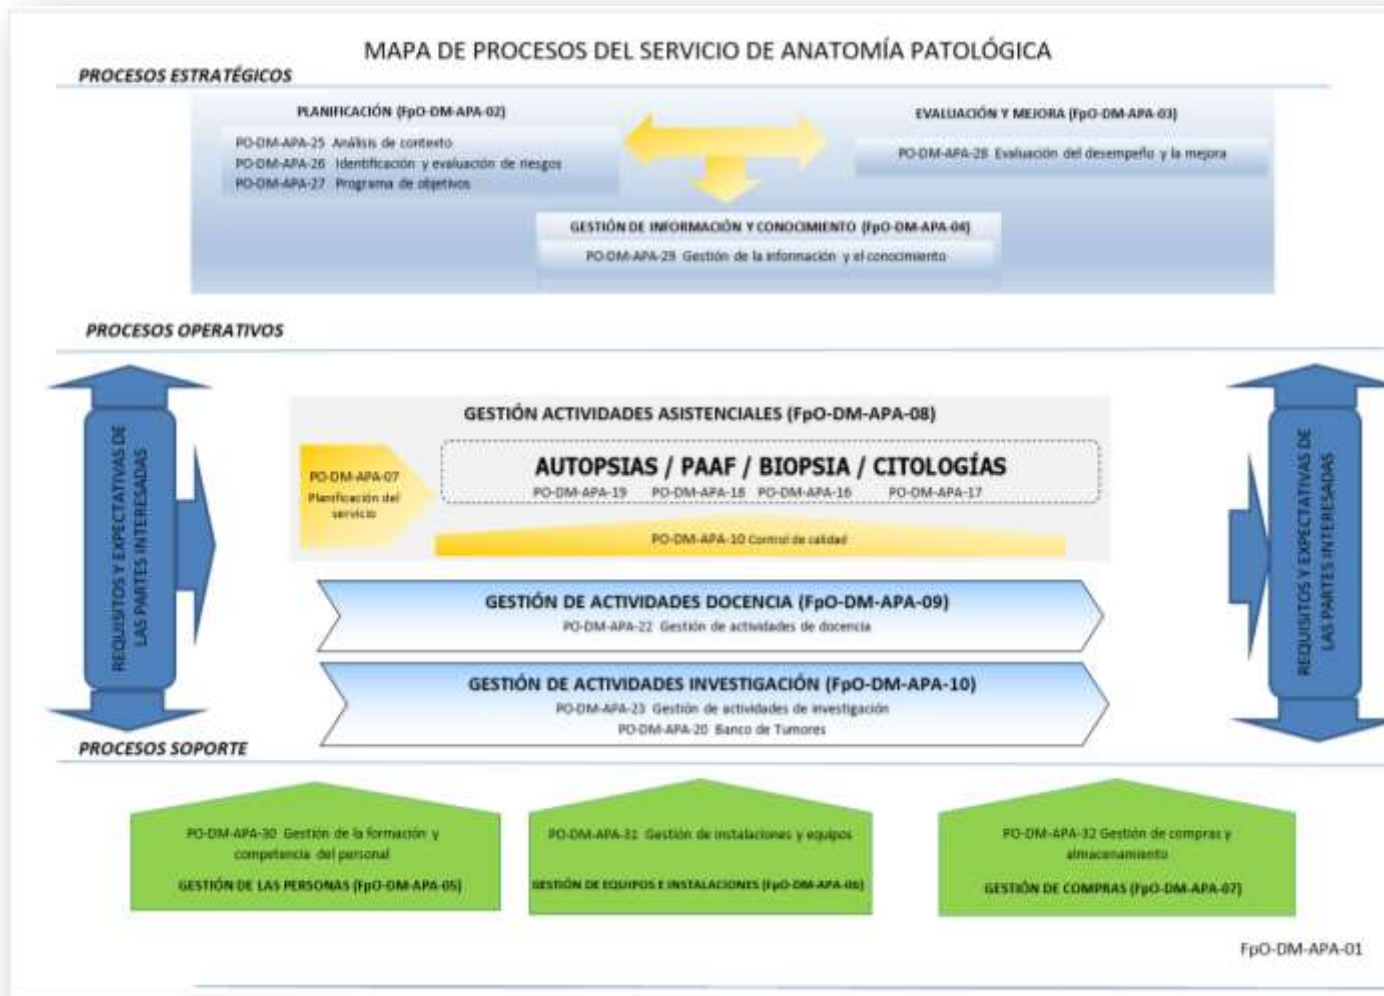 MAPA DE PROCESOS DEL SERVICIO DE ANATOMÍA PATOLÓGICA
PROCESOS ESTRATÉGICOS
PLANIFICACIÓN (FpO-DM-APA-02)
PO-DM-APA-25 Análisis de contexto
PO-DM-APA-26 Identificación y evaluación de riesgos
PO-DM-APA-27 Programa de objetivos
EVALUACIÓN Y MEJORA (FpO-DM-APA-03)
PO-DM-APA-28 Evaluación del desempeño y la mejora
GESTIÓN DE INFORMACIÓN Y CONOCIMIENTO (FpO-DM-APA-04)
PO-DM-APA-29 Gestión de la información y el conocimiento
PROCESOS OPERATIVOS
REQUISITOS Y EXPECTATIVAS DE
LAS PARTES INTERESADAS
GESTIÓN ACTIVIDADES ASISTENCIALES (FpO-DM-APA-08)
PO-DM-APA-07
Planificación del
servicio
AUTOPSIAS / PAAF / BIOPSIA / CITOLOGÍAS
PO-DM-APA-19 PO-DM-APA-18 PO-DM-APA-16 PO-DM-APA-17
PO-DM-APA-10 Control de calidad
GESTIÓN DE ACTIVIDADES DOCENCIA (FpO-DM-APA-09)
PO-DM-APA-22 Gestión de actividades de docencia
GESTIÓN DE ACTIVIDADES INVESTIGACIÓN (FpO-DM-APA-10)
PO-DM-APA-23 Gestión de actividades de investigación
PO-DM-APA-20 Banco de Tumores
REQUISITOS Y EXPECTATIVAS DE
LAS PARTES INTERESADAS
PROCESOS SOPORTE
PO-DM-APA-30 Gestión de la formación y
competencia del personal
GESTIÓN DE LAS PERSONAS (FpO-DM-APA-05)
PO-DM-APA-31 Gestión de instalaciones y equipos
GESTIÓN DE EQUIPOS E INSTALACIONES (FpO-DM-APA-06)
PO-DM-APA-32 Gestión de compras y
almacenamiento
GESTIÓN DE COMPRAS (FpO-DM-APA-07)
FpO-DM-APA-01